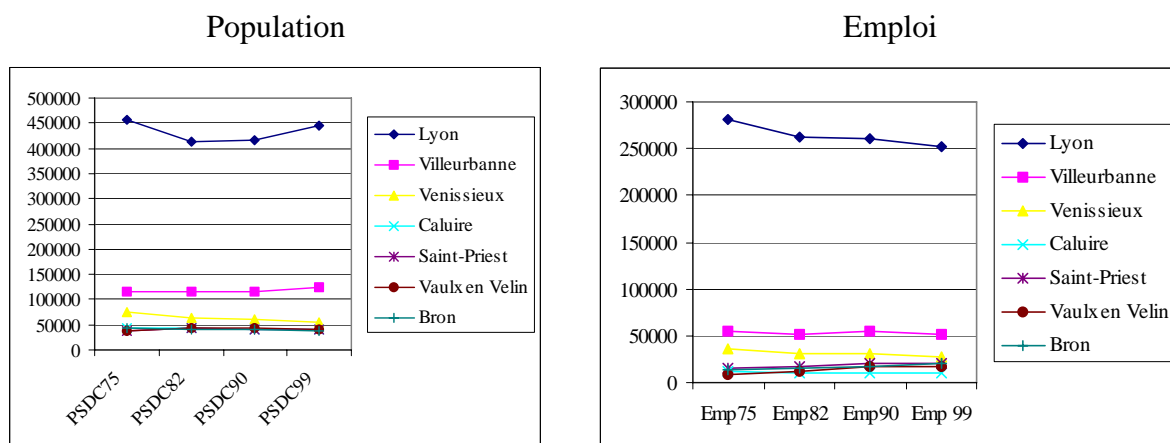 Population
500000
450000
400000
350000
300000
250000
200000
150000
100000
50000
0
PSDC75
PSDC82
PSDC90
PSDC99
Lyon
Villeurbanne
Venissieux
Caluire
Saint-Priest
Vaulx en Velin
Bron
Emploi
300000
250000
200000
150000
100000
50000
0
Emp75 Emp82 Emp90 Emp 99
Lyon
Villeurbanne
Venissieux
Caluire
Saint-Priest
Vaulx en Velin
Bron